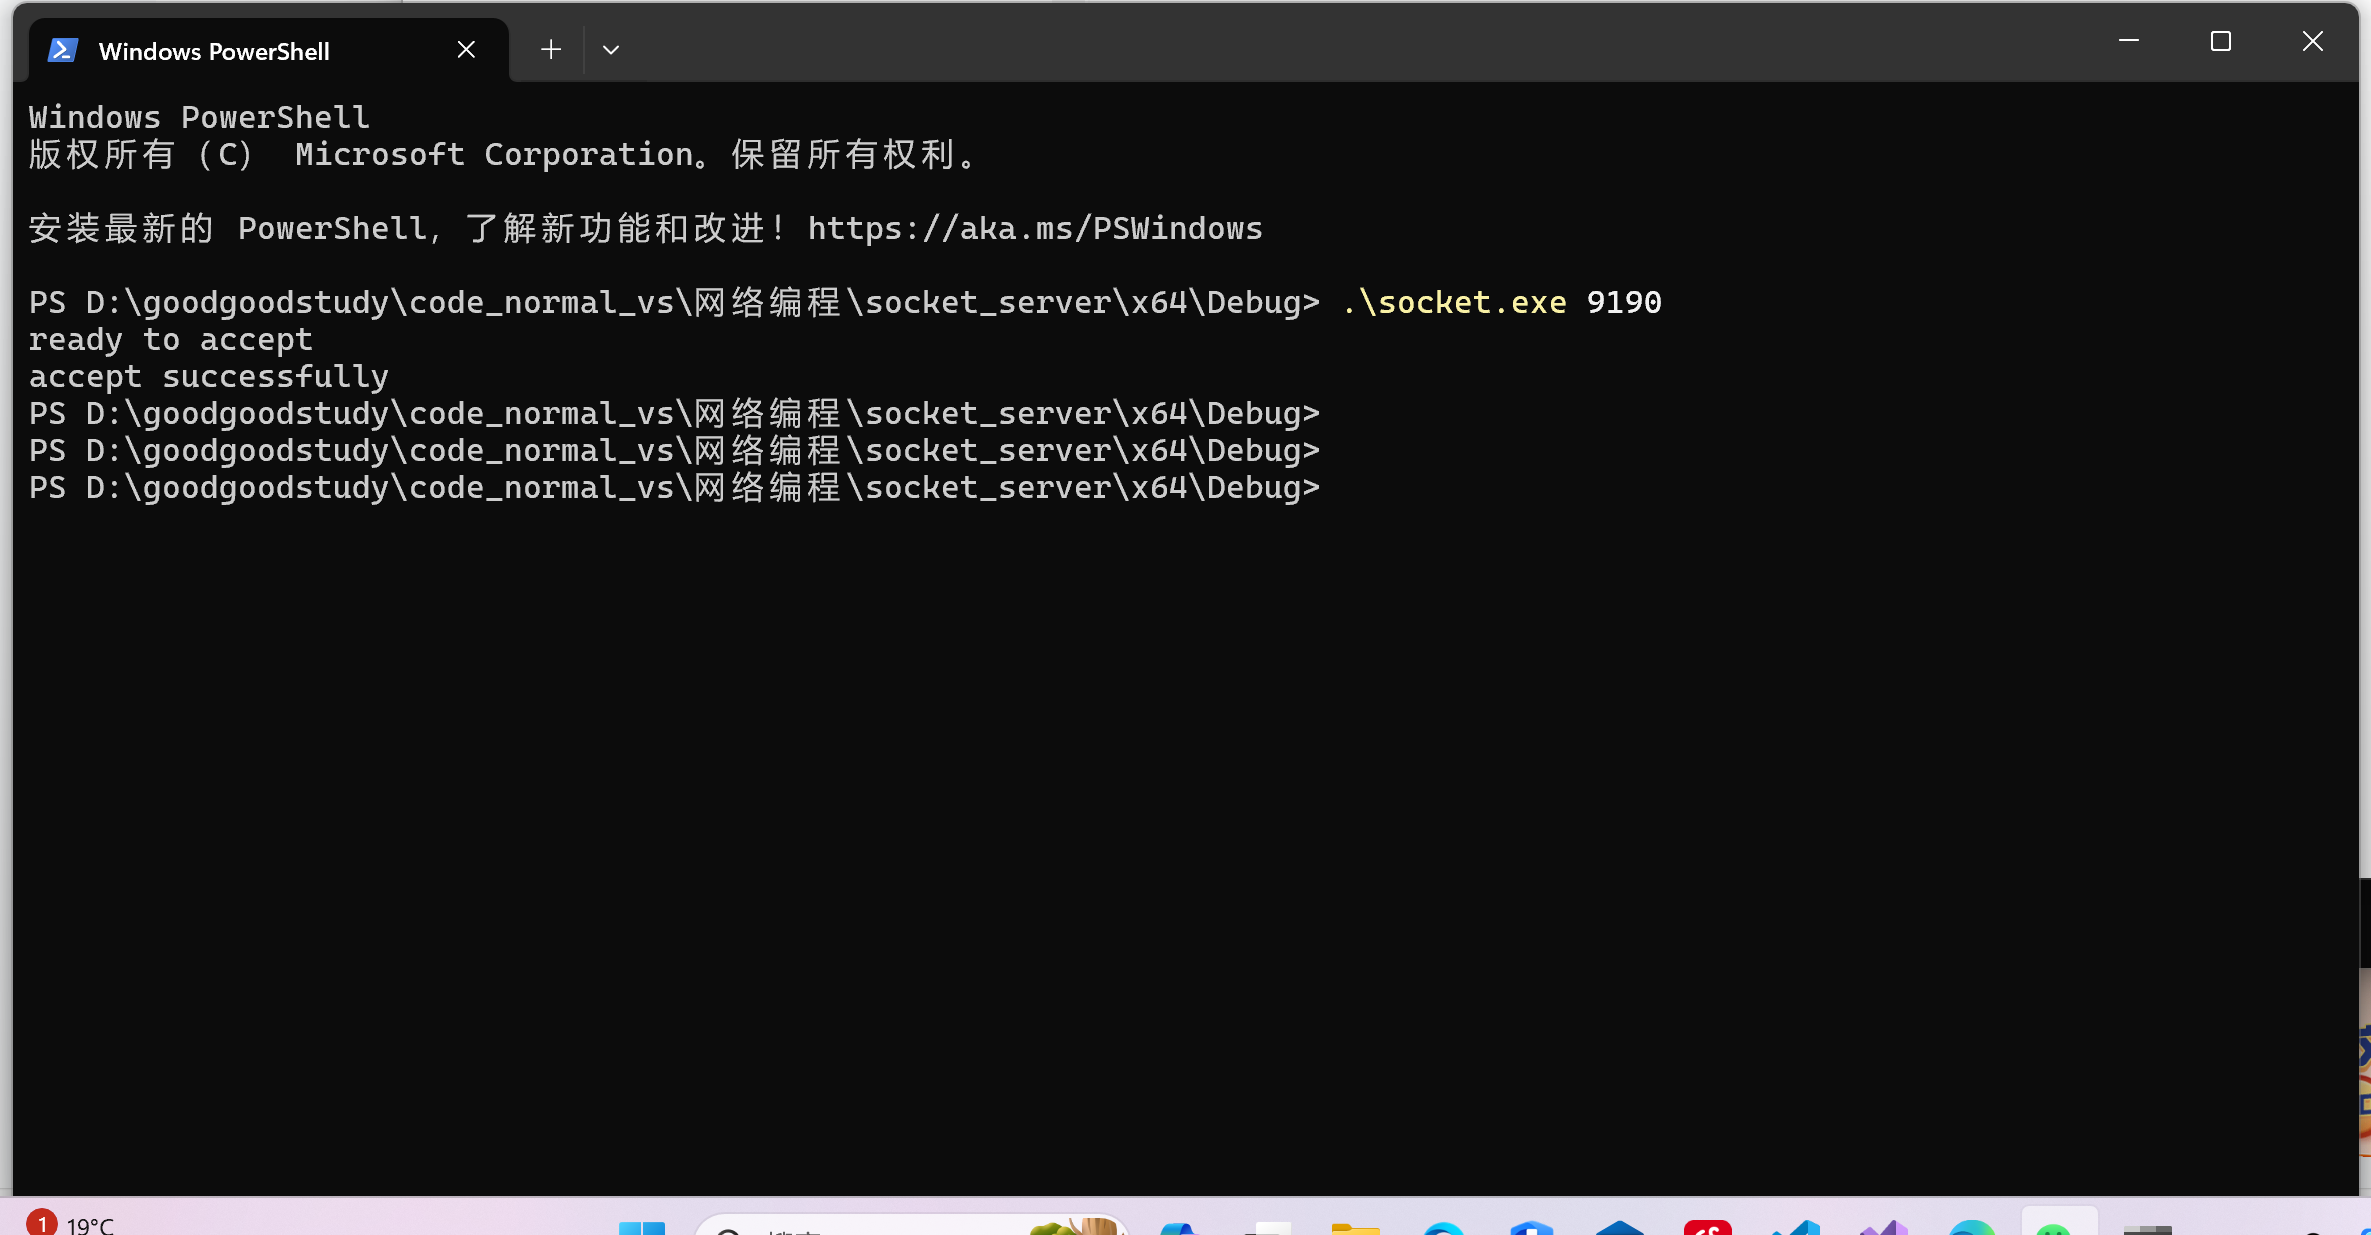 Windows PowerShell
Windows PowerShell
版权所有 (C) Microsoft Corporation。保留所有权利。
安装最新的 PowerShell，了解新功能和改进！https://aka.ms/PSWindows
PS D:\goodgoodstudy\code_normal_vs\网络编程\socket_server\x64\Debug> .\socket.exe 9190
ready to accept
accept successfully
PS D:\goodgoodstudy\code_normal_vs\网络编程\socket_server\x64\Debug>
PS D:\goodgoodstudy\code_normal_vs\网络编程\socket_server\x64\Debug>
PS D:\goodgoodstudy\code_normal_vs\网络编程\socket_server\x64\Debug>
1
19°C